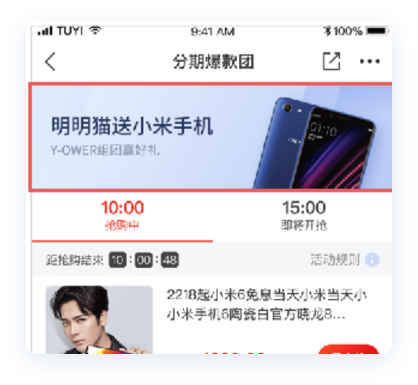 TUYI
9:41 AM
100%
分期爆款团
明明猫送小米手机
Y-OWER组团赢好礼
01:10
10:00
抢购中
15:00
即将开抢
距抢购结束 10 : 00 : 48
活动规则
2218起小米6免息当天小米当天小
小米手机6陶瓷白官方晓龙8...